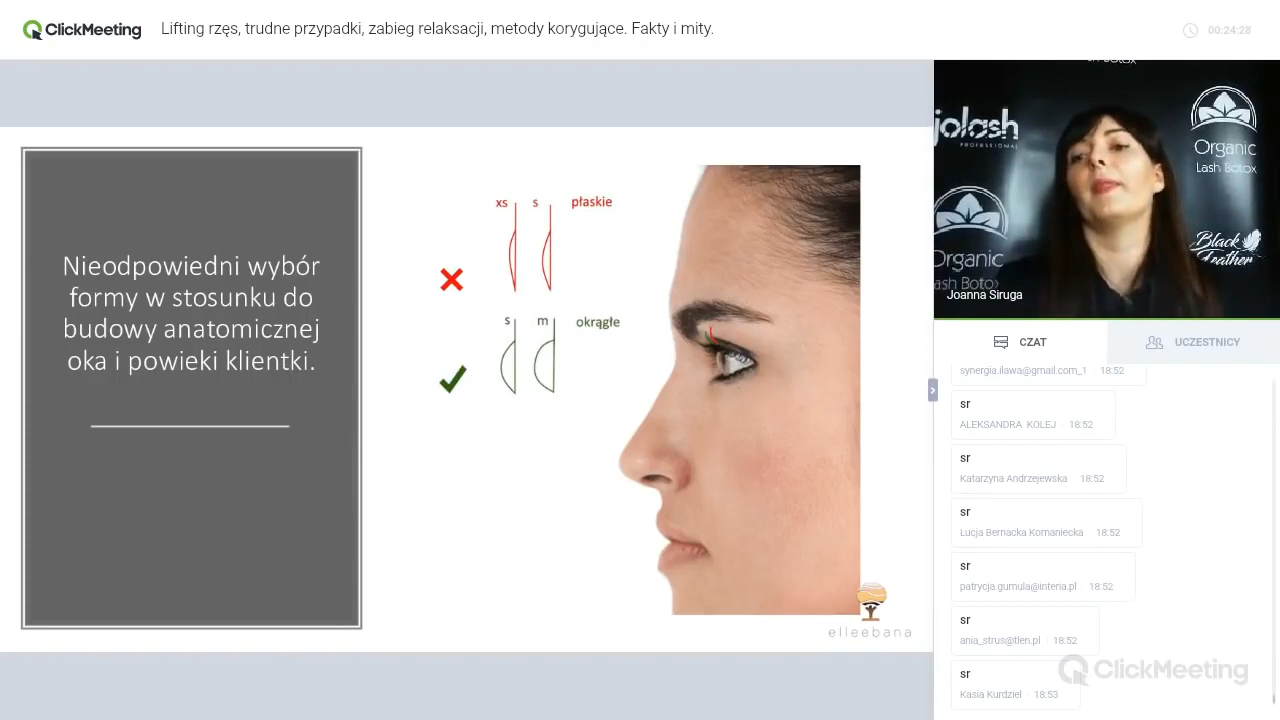 ClickMeeting
Lifting rzęs, trudne przypadki, zabieg relaksacji, metody korygujące. Fakty i mity.
00:24:28
Nieodpowiedni wybór
formy w stosunku do
budowy anatomicznej
oka i powieki klientki.
xs s płaskie
s m okrągłe
elleebana
jolash
PROFESSIONAL
Organic
Lash Botox
Organic
ash Boto
Black
Feather
Joanna Siruga
CZAT
UCZESTNICY
synergia.ilawa@gmail.com_1 18:52
sr
ALEKSANDRA KOLEJ 18:52
sr
Katarzyna Andrzejewska 18:52
sr
Lucja Bernacka Komaniecka 18:52
sr
patrycja.gumula@interia.pl 18:52
sr
ania_strus@tlen.pl 18:52
sr
Kasia Kurdziel 18:53
ClickMeeting